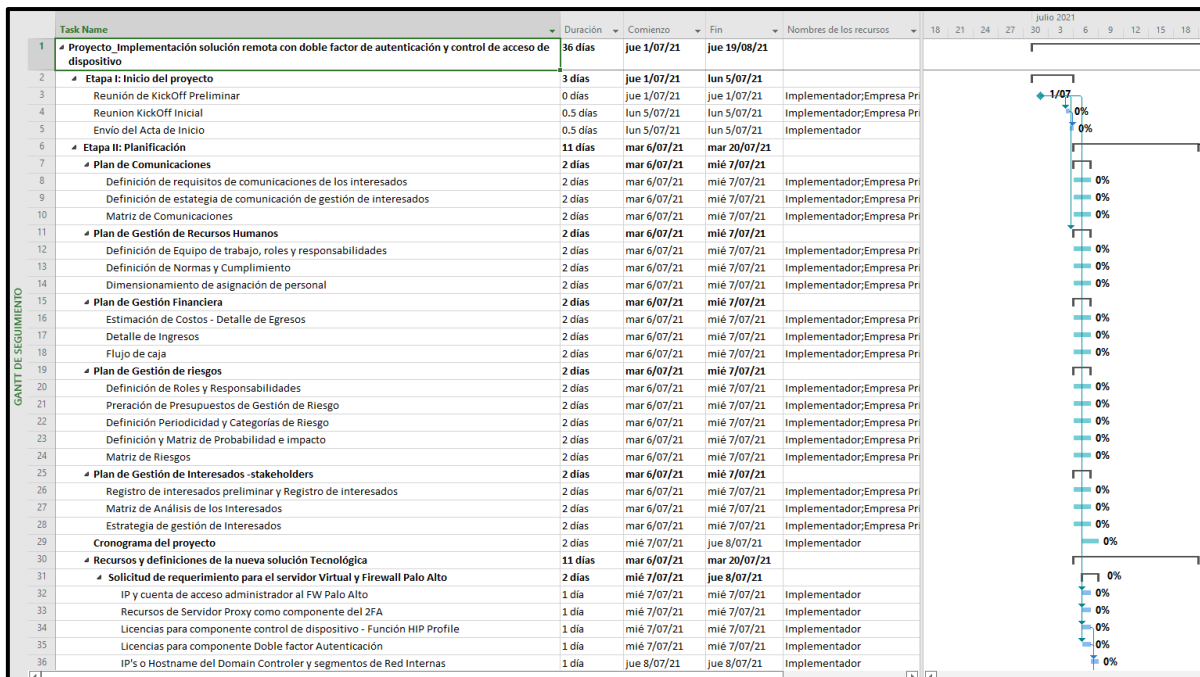 julio 2021
Task Name Duración Comienzo Fin Nombres de los recursos 18 21 24 27 30 3 6 9 12 15 18
1 Proyecto_Implementación solución remota con doble factor de autenticación y control de acceso de 36 días jue 1/07/21 jue 19/08/21
dispositivo
2 Etapa I: Inicio del proyecto 3 días jue 1/07/21 lun 5/07/21
3 Reunión de KickOff Preliminar 0 días jue 1/07/21 jue 1/07/21 Implementador;Empresa Pri 1/07
4 Reunion KickOff Inicial 0.5 días lun 5/07/21 lun 5/07/21 Implementador;Empresa Pri 0%
5 Envío del Acta de Inicio 0.5 días lun 5/07/21 lun 5/07/21 Implementador 0%
6 Etapa II: Planificación 11 días mar 6/07/21 mar 20/07/21
7 Plan de Comunicaciones 2 días mar 6/07/21 mié 7/07/21
8 Definición de requisitos de comunicaciones de los interesados 2 días mar 6/07/21 mié 7/07/21 Implementador;Empresa Pri 0%
9 Definición de estategia de comunicación de gestión de interesados 2 días mar 6/07/21 mié 7/07/21 Implementador;Empresa Pri 0%
10 Matriz de Comunicaciones 2 días mar 6/07/21 mié 7/07/21 Implementador;Empresa Pri 0%
11 Plan de Gestión de Recursos Humanos 2 días mar 6/07/21 mié 7/07/21
12 Definición de Equipo de trabajo, roles y responsabilidades 2 días mar 6/07/21 mié 7/07/21 Implementador;Empresa Pri 0%
13 Definición de Normas y Cumplimiento 2 días mar 6/07/21 mié 7/07/21 Implementador;Empresa Pri 0%
14 Dimensionamiento de asignación de personal 2 días mar 6/07/21 mié 7/07/21 Implementador;Empresa Pri 0%
15 Plan de Gestión Financiera 2 días mar 6/07/21 mié 7/07/21
16 Estimación de Costos - Detalle de Egresos 2 días mar 6/07/21 mié 7/07/21 Implementador;Empresa Pri 0%
17 Detalle de Ingresos 2 días mar 6/07/21 mié 7/07/21 Implementador;Empresa Pri 0%
18 Flujo de caja 2 días mar 6/07/21 mié 7/07/21 Implementador;Empresa Pri 0%
19 Plan de Gestión de riesgos 2 días mar 6/07/21 mié 7/07/21
20 Definición de Roles y Responsabilidades 2 días mar 6/07/21 mié 7/07/21 Implementador;Empresa Pri 0%
21 Preración de Presupuestos de Gestión de Riesgo 2 días mar 6/07/21 mié 7/07/21 Implementador;Empresa Pri 0%
22 Definición Periodicidad y Categorías de Riesgo 2 días mar 6/07/21 mié 7/07/21 Implementador;Empresa Pri 0%
23 Definición y Matriz de Probabilidad e impacto 2 días mar 6/07/21 mié 7/07/21 Implementador;Empresa Pri 0%
24 Matriz de Riesgos 2 días mar 6/07/21 mié 7/07/21 Implementador;Empresa Pri 0%
25 Plan de Gestión de Interesados -stakeholders 2 días mar 6/07/21 mié 7/07/21
26 Registro de interesados preliminar y Registro de interesados 2 días mar 6/07/21 mié 7/07/21 Implementador;Empresa Pri 0%
27 Matriz de Análisis de los Interesados 2 días mar 6/07/21 mié 7/07/21 Implementador;Empresa Pri 0%
28 Estrategia de gestión de Interesados 2 días mar 6/07/21 mié 7/07/21 Implementador;Empresa Pri 0%
29 Cronograma del proyecto 2 días mié 7/07/21 jue 8/07/21 Implementador 0%
30 Recursos y definiciones de la nueva solución Tecnológica 11 días mar 6/07/21 mar 20/07/21
31 Solicitud de requerimiento para el servidor Virtual y Firewall Palo Alto 2 días mié 7/07/21 jue 8/07/21 0%
32 IP y cuenta de acceso administrador al FW Palo Alto 1 día mié 7/07/21 mié 7/07/21 Implementador 0%
33 Recursos de Servidor Proxy como componente del 2FA 1 día mié 7/07/21 mié 7/07/21 Implementador 0%
34 Licencias para componente control de dispositivo - Función HIP Profile 1 día mié 7/07/21 mié 7/07/21 Implementador 0%
35 Licencias para componente Doble factor Autenticación 1 día mié 7/07/21 mié 7/07/21 Implementador 0%
36 IP's o Hostname del Domain Controler y segmentos de Red Internas 1 día jue 8/07/21 jue 8/07/21 Implementador 0%
GANTT DE SEGUIMIENTO